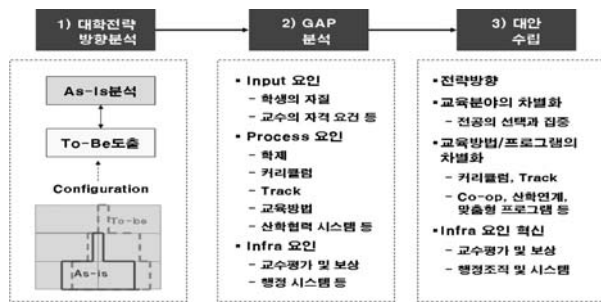 1) 대학전략
방향분석
2) GAP
분석
3) 대안
수립
As-Is분석
To-Be도출
Configuration
To-be
As-is
▪ Input 요인
– 학생의 자질
– 교수의 자격 요건 등
▪ Process 요인
– 학제
– 커리큘럼
– Track
– 교육방법
– 산학협력 시스템 등
▪ Infra 요인
– 교수평가 및 보상
– 행정 시스템 등
▪ 전략방향
▪ 교육분야의 차별화
– 전공의 선택과 집중
▪ 교육방법/프로그램의
차별화
– 커리큘럼, Track
– Co-op, 산학연계,
맞춤형 프로그램 등
▪ Infra 요인 혁신
– 교수평가 및 보상
– 행정조직 및 시스템